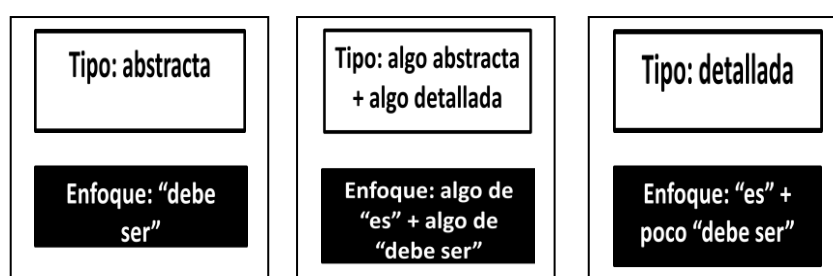 Tipo: abstracta
Enfoque: “debe
ser”
Tipo: algo abstracta
+ algo detallada
Enfoque: algo de
“es” + algo de
“debe ser”
Tipo: detallada
Enfoque: “es” +
poco “debe ser”